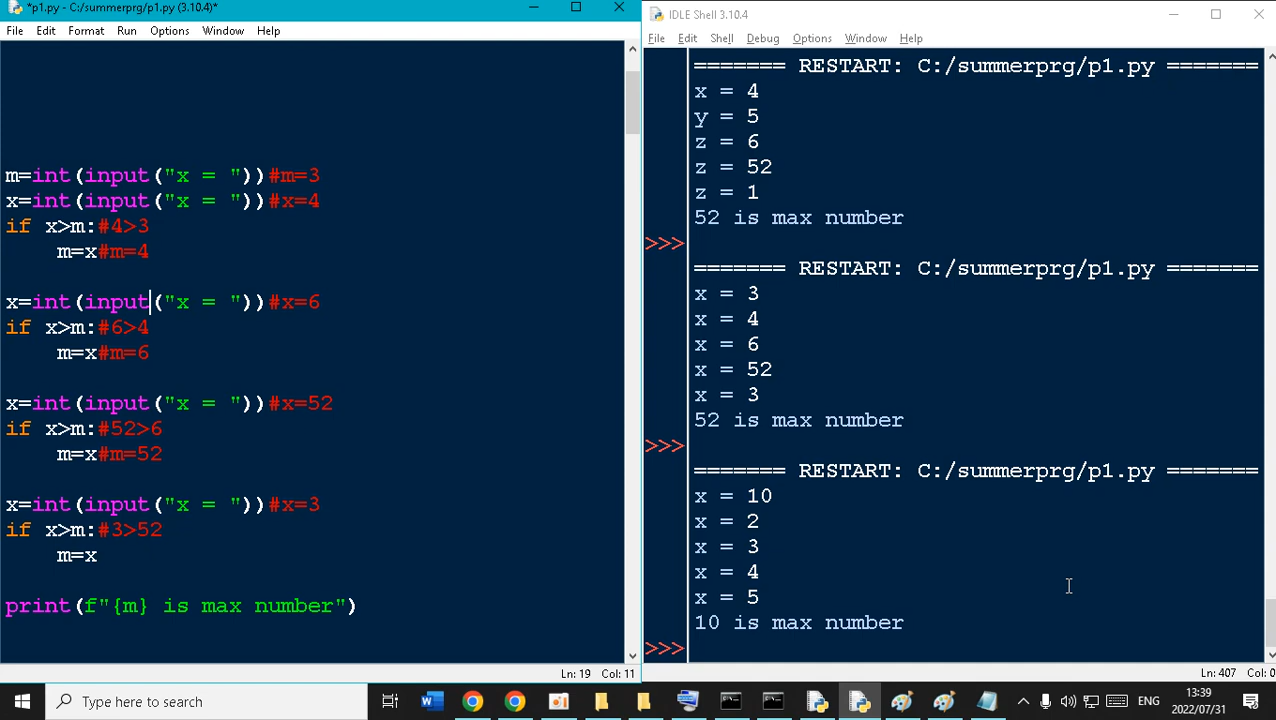 *p1.py - C:/summerprg/p1.py (3.10.4)*
File Edit Format Run Options Window Help
m=int(input("x = "))#m=3
x=int(input("x = "))#x=4
if x>m:#4>3
    m=x#m=4
x=int(input("x = "))#x=6
if x>m:#6>4
    m=x#m=6
x=int(input("x = "))#x=52
if x>m:#52>6
    m=x#m=52
x=int(input("x = "))#x=3
if x>m:#3>52
    m=x
print(f"{m} is max number")
Ln: 19 Col: 11
IDLE Shell 3.10.4
File Edit Shell Debug Options Window Help
======= RESTART: C:/summerprg/p1.py =======
x = 4
y = 5
z = 6
z = 52
z = 1
52 is max number
>>>
======= RESTART: C:/summerprg/p1.py =======
x = 3
x = 4
x = 6
x = 52
x = 3
52 is max number
>>>
======= RESTART: C:/summerprg/p1.py =======
x = 10
x = 2
x = 3
x = 4
x = 5
10 is max number
>>>
Ln: 407 Col: 0
Type here to search
13:39
2022/07/31